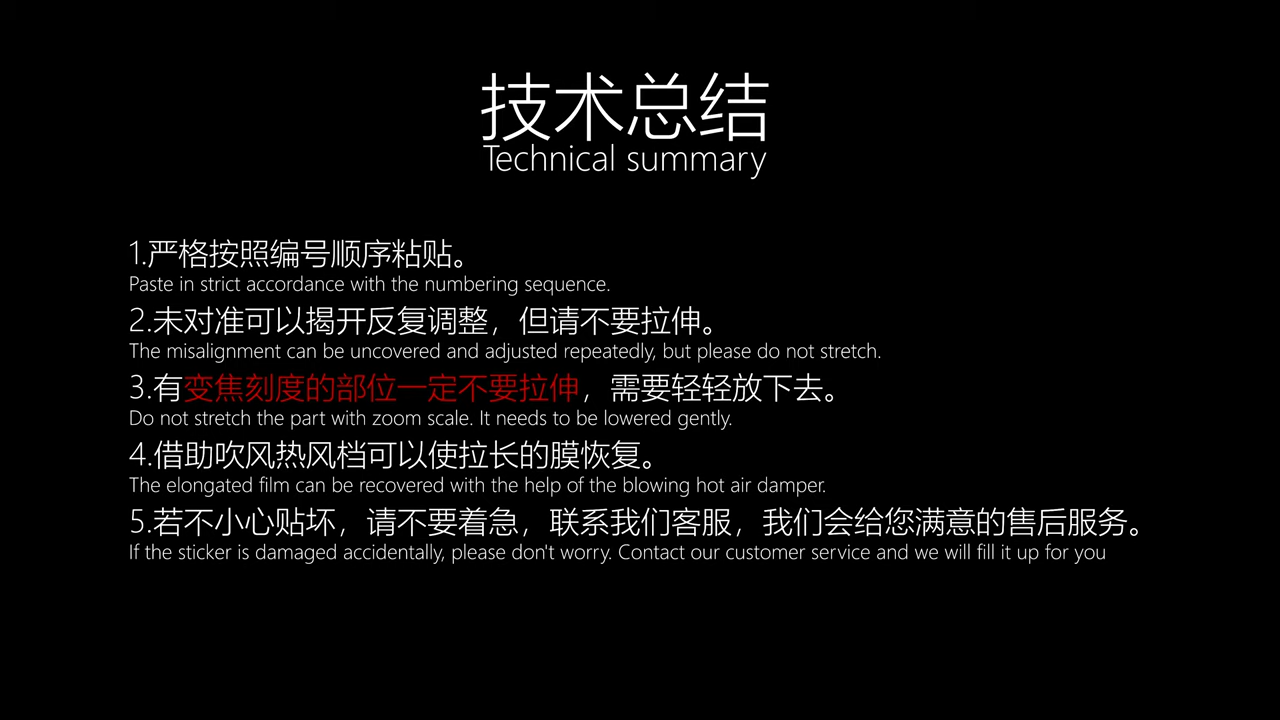 技术总结
Technical summary
1.严格按照编号顺序粘贴。
Paste in strict accordance with the numbering sequence.
2.未对准可以揭开反复调整，但请不要拉伸。
The misalignment can be uncovered and adjusted repeatedly, but please do not stretch.
3.有变焦刻度的部位一定不要拉伸，需要轻轻放下去。
Do not stretch the part with zoom scale. It needs to be lowered gently.
4.借助吹风热风档可以使拉长的膜恢复。
The elongated film can be recovered with the help of the blowing hot air damper.
5.若不小心贴坏，请不要着急，联系我们客服，我们会给您满意的售后服务。
If the sticker is damaged accidentally, please don't worry. Contact our customer service and we will fill it up for you